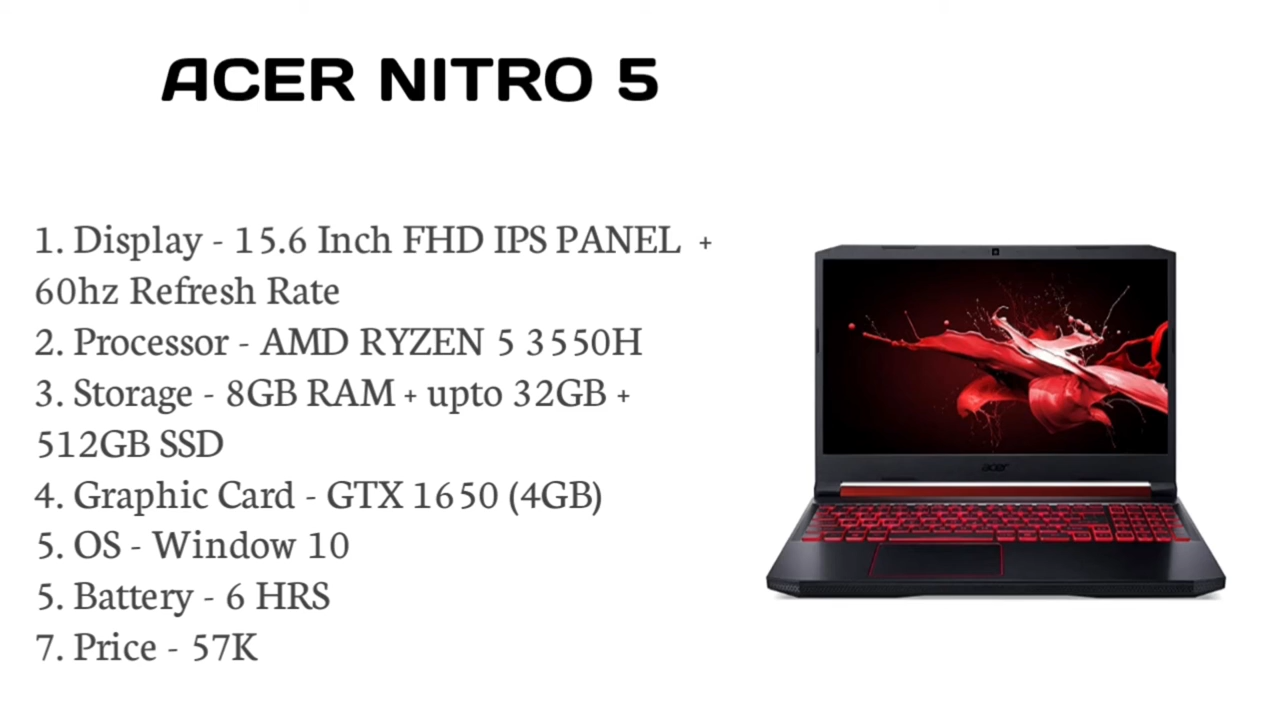 ACER NITRO 5
1. Display - 15.6 Inch FHD IPS PANEL +
60hz Refresh Rate
2. Processor - AMD RYZEN 5 3550H
3. Storage - 8GB RAM + upto 32GB +
512GB SSD
4. Graphic Card - GTX 1650 (4GB)
5. OS - Window 10
5. Battery - 6 HRS
7. Price - 57K
acer